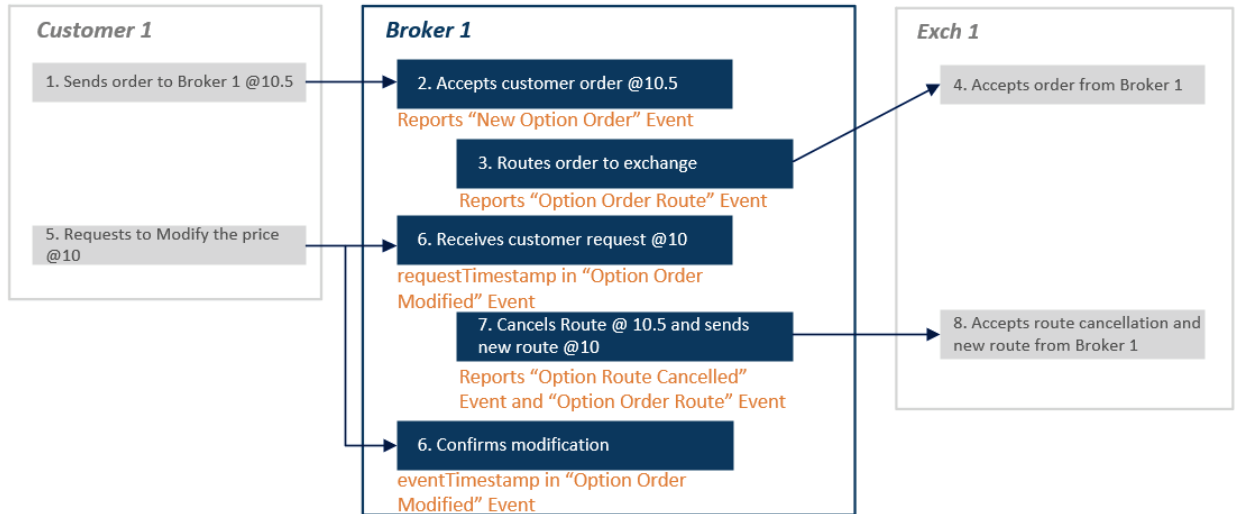 Customer 1
1. Sends order to Broker 1 @10.5
5. Requests to Modify the price
@10
Broker 1
2. Accepts customer order @10.5
Reports “New Option Order” Event
3. Routes order to exchange
Reports “Option Order Route” Event
6. Receives customer request @10
requestTimestamp in “Option Order
Modified” Event
7. Cancels Route @ 10.5 and sends
new route @10
Reports “Option Route Cancelled”
Event and “Option Order Route” Event
6. Confirms modification
eventTimestamp in “Option Order
Modified” Event
Exch 1
4. Accepts order from Broker 1
8. Accepts route cancellation and
new route from Broker 1